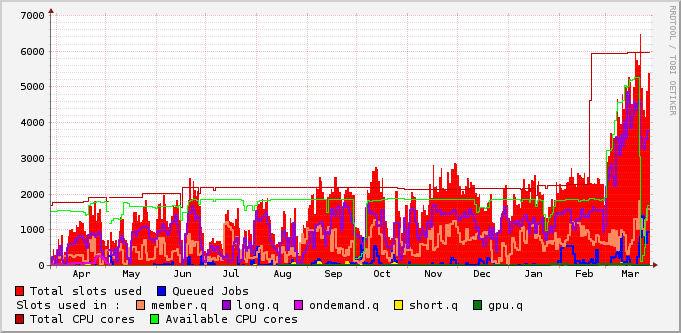 7000
6000
5000
4000
3000
2000
1000
0
Apr May Jun Jul Aug Sep Oct Nov Dec Jan Feb Mar
RRDTOOL / TOBI OETIKER
Total slots used Queued Jobs
Slots used in : member.q long.q ondemand.q short.q gpu.q
Total CPU cores Available CPU cores